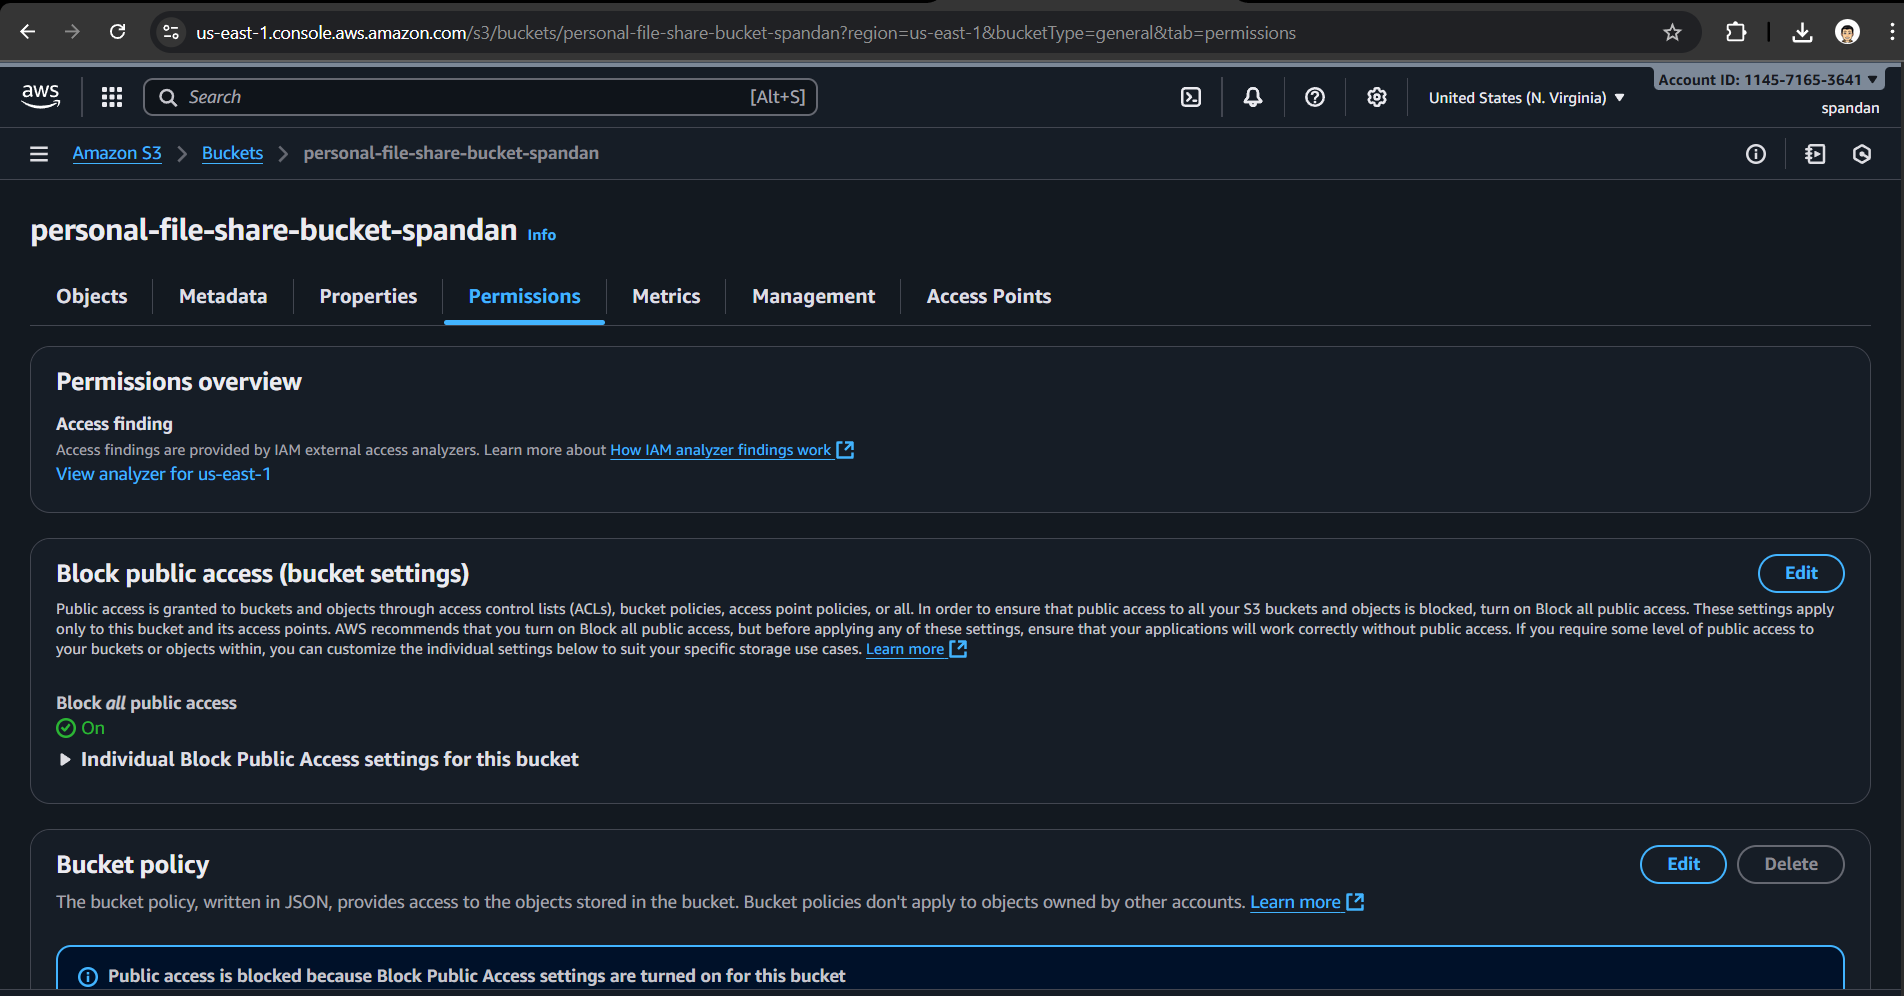 us-east-1.console.aws.amazon.com/s3/buckets/personal-file-share-bucket-spandan?region=us-east-1&bucketType=general&tab=permissions
aws
Search
[Alt+S]
United States (N. Virginia)
Account ID: 1145-7165-3641
spandan
Amazon S3
Buckets
personal-file-share-bucket-spandan
personal-file-share-bucket-spandan Info
Objects
Metadata
Properties
Permissions
Metrics
Management
Access Points
Permissions overview
Access finding
Access findings are provided by IAM external access analyzers. Learn more about How IAM analyzer findings work
View analyzer for us-east-1
Block public access (bucket settings)
Edit
Public access is granted to buckets and objects through access control lists (ACLs), bucket policies, access point policies, or all. In order to ensure that public access to all your S3 buckets and objects is blocked, turn on Block all public access. These settings apply
only to this bucket and its access points. AWS recommends that you turn on Block all public access, but before applying any of these settings, ensure that your applications will work correctly without public access. If you require some level of public access to
your buckets or objects within, you can customize the individual settings below to suit your specific storage use cases. Learn more
Block all public access
On
Individual Block Public Access settings for this bucket
Bucket policy
Edit
Delete
The bucket policy, written in JSON, provides access to the objects stored in the bucket. Bucket policies don't apply to objects owned by other accounts. Learn more
Public access is blocked because Block Public Access settings are turned on for this bucket